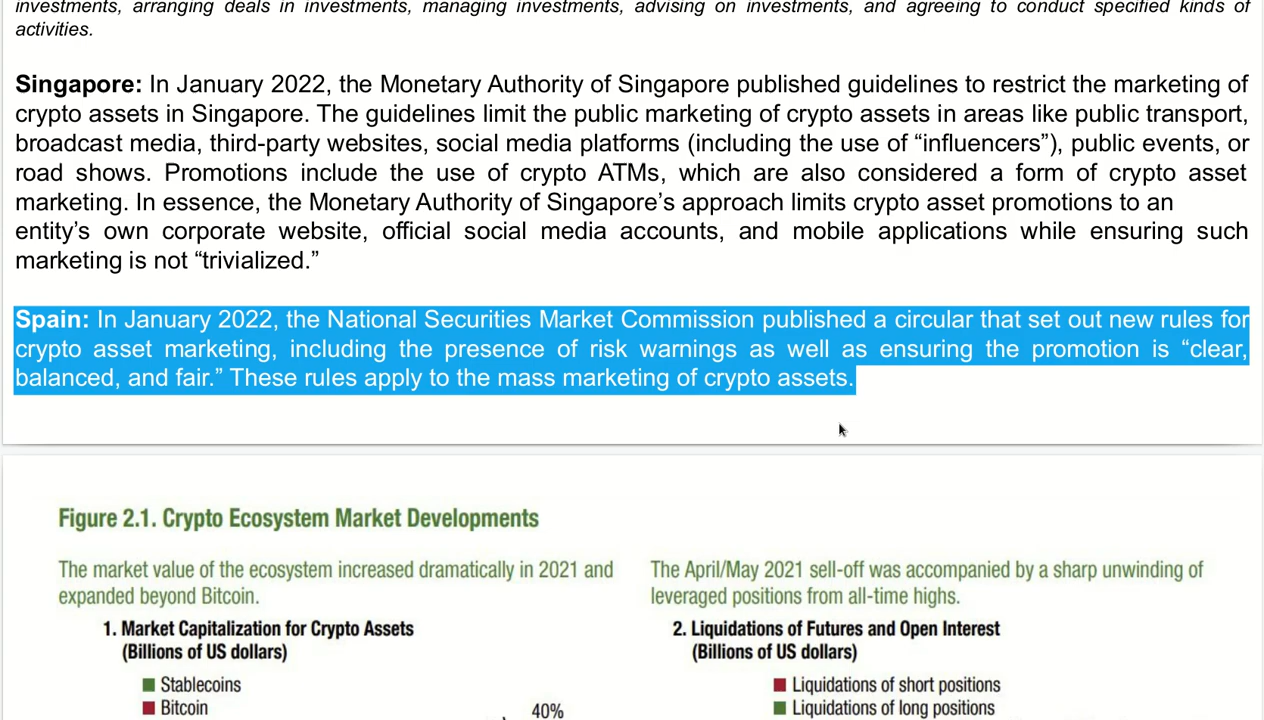 investments, arranging deals in investments, managing investments, advising on investments, and agreeing to conduct specified kinds of
activities.
Singapore: In January 2022, the Monetary Authority of Singapore published guidelines to restrict the marketing of
crypto assets in Singapore. The guidelines limit the public marketing of crypto assets in areas like public transport,
broadcast media, third-party websites, social media platforms (including the use of “influencers”), public events, or
road shows. Promotions include the use of crypto ATMs, which are also considered a form of crypto asset
marketing. In essence, the Monetary Authority of Singapore’s approach limits crypto asset promotions to an
entity’s own corporate website, official social media accounts, and mobile applications while ensuring such
marketing is not “trivialized.”
Spain: In January 2022, the National Securities Market Commission published a circular that set out new rules for
crypto asset marketing, including the presence of risk warnings as well as ensuring the promotion is “clear,
balanced, and fair.” These rules apply to the mass marketing of crypto assets.
Figure 2.1. Crypto Ecosystem Market Developments
The market value of the ecosystem increased dramatically in 2021 and
expanded beyond Bitcoin.
1. Market Capitalization for Crypto Assets
(Billions of US dollars)
Stablecoins
Bitcoin
40%
The April/May 2021 sell-off was accompanied by a sharp unwinding of
leveraged positions from all-time highs.
2. Liquidations of Futures and Open Interest
(Billions of US dollars)
Liquidations of short positions
Liquidations of long positions